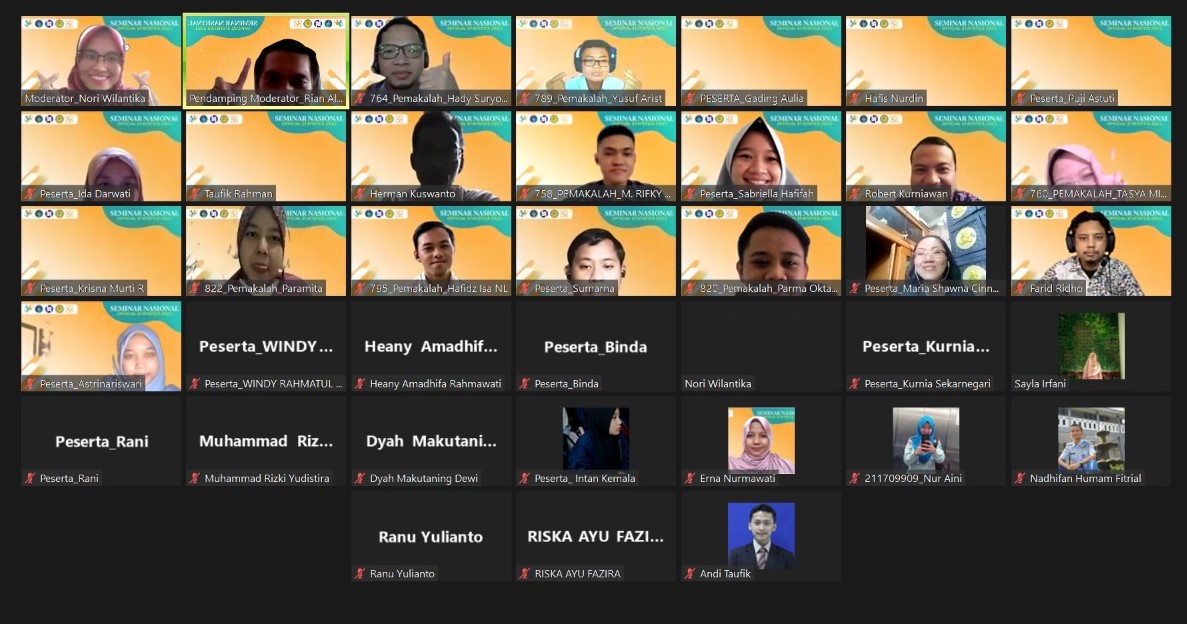 SEMINAR NASIONAL
OFFICIAL STATISTICS 2021
Moderator_Nori Wilantika
Pendamping Moderator_Rian Al...
764_Pemakalah_Hady Suryo...
789_Pemakalah_Yusuf Arist
PESERTA_Gading Aulia
Hafis Nurdin
Peserta_Puji Astuti
Peserta_Ida Darwati
Taufik Rahman
Herman Kuswanto
758_PEMAKALAH_M. RIFKY ...
Peserta_Sabriella Hafifah
Robert Kurniawan
760_PEMAKALAH_TASYA MI...
Peserta_Krisna Murti R
822_Pemakalah_Paramita
795_Pemakalah_Hafidz Isa NL
Peserta_Sumarna
820_Pemakalah_Parma Okta...
Peserta_Maria Shawna Cinn...
Farid Ridho
Peserta_Astrinariswari
Peserta_WINDY...
Peserta_WINDY RAHMATUL ...
Heany Amadhif...
Heany Amadhifa Rahmawati
Peserta_Binda
Peserta_Binda
Nori Wilantika
Peserta_Kurnia...
Peserta_Kurnia Sekarnegari
Sayla Irfani
Peserta_Rani
Peserta_Rani
Muhammad Riz...
Muhammad Rizki Yudistira
Dyah Makutani...
Dyah Makutaning Dewi
Peserta_ Intan Kemala
Erna Nurmawati
211709909_Nur Aini
Nadhifan Humam Fitrial
Ranu Yulianto
Ranu Yulianto
RISKA AYU FAZI...
RISKA AYU FAZIRA
Andi Taufik